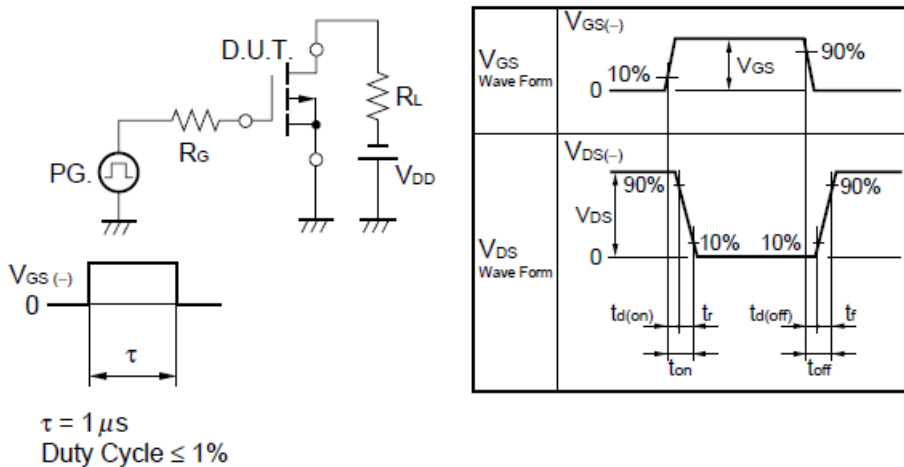 D.U.T.
RL
RG
PG.
VDD
VGS (−)
0
τ
τ = 1 μs
Duty Cycle ≤ 1%
VGS
Wave Form
VGS(−)
10%
0
VGS
90%
VDS
Wave Form
VDS(−)
90%
VDS
0
10%
10%
90%
td(on)
tr
td(off)
tf
ton
toff